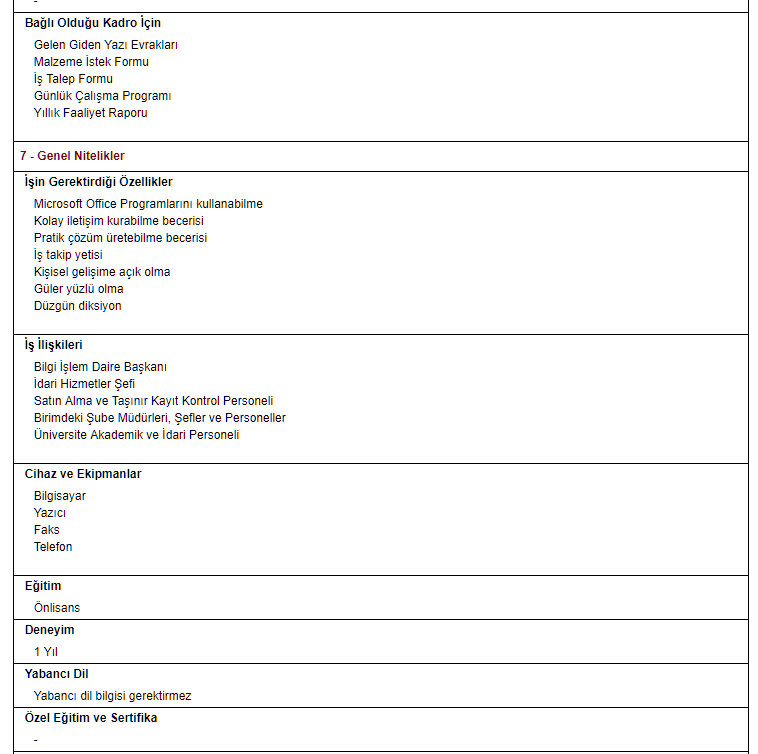 -
Bağlı Olduğu Kadro İçin
Gelen Giden Yazı Evrakları
Malzeme İstek Formu
İş Talep Formu
Günlük Çalışma Programı
Yıllık Faaliyet Raporu
7 - Genel Nitelikler
İşin Gerektirdiği Özellikler
Microsoft Office Programlarını kullanabilme
Kolay iletişim kurabilme becerisi
Pratik çözüm üretebilme becerisi
İş takip yetisi
Kişisel gelişime açık olma
Güler yüzlü olma
Düzgün diksiyon
İş İlişkileri
Bilgi İşlem Daire Başkanı
İdari Hizmetler Şefi
Satın Alma ve Taşınır Kayıt Kontrol Personeli
Birimdeki Şube Müdürleri, Şefler ve Personeller
Üniversite Akademik ve İdari Personeli
Cihaz ve Ekipmanlar
Bilgisayar
Yazıcı
Faks
Telefon
Eğitim
Önlisans
Deneyim
1 Yıl
Yabancı Dil
Yabancı dil bilgisi gerektirmez
Özel Eğitim ve Sertifika
-